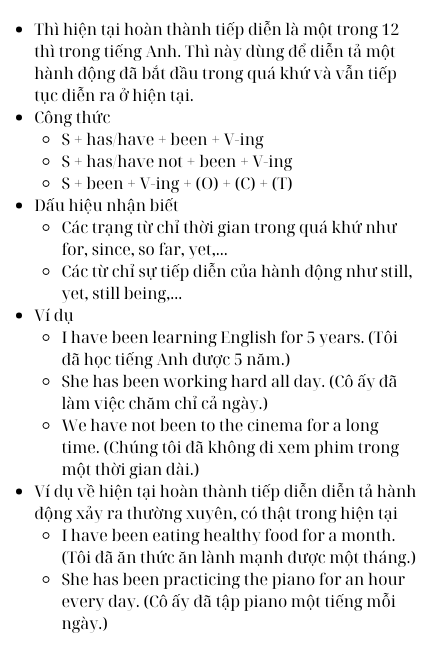 Thì hiện tại hoàn thành tiếp diễn là một trong 12
thì trong tiếng Anh. Thì này dùng để diễn tả một
hành động đã bắt đầu trong quá khứ và vẫn tiếp
tục diễn ra ở hiện tại.
Công thức
S + has/have + been + V-ing
S + has/have not + been + V-ing
S + been + V-ing + (O) + (C) + (T)
Dấu hiệu nhận biết
Các trạng từ chỉ thời gian trong quá khứ như
for, since, so far, yet,...
Các từ chỉ sự tiếp diễn của hành động như still,
yet, still being,...
Ví dụ
I have been learning English for 5 years. (Tôi
đã học tiếng Anh được 5 năm.)
She has been working hard all day. (Cô ấy đã
làm việc chăm chỉ cả ngày.)
We have not been to the cinema for a long
time. (Chúng tôi đã không đi xem phim trong
một thời gian dài.)
Ví dụ về hiện tại hoàn thành tiếp diễn diễn tả hành
động xảy ra thường xuyên, có thật trong hiện tại
I have been eating healthy food for a month.
(Tôi đã ăn thức ăn lành mạnh được một tháng.)
She has been practicing the piano for an hour
every day. (Cô ấy đã tập piano một tiếng mỗi
ngày.)